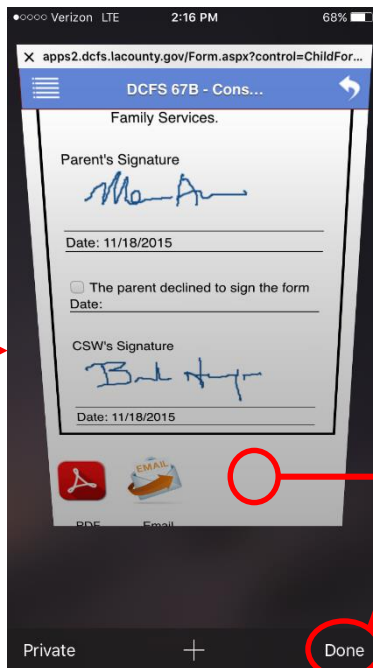 Verizon LTE 2:16 PM 68%
X apps2.dcfs.lacounty.gov/Form.aspx?control=ChildFor...
DCFS 67B - Cons...
Family Services.
Parent's Signature
Date: 11/18/2015
The parent declined to sign the form
Date:
CSW's Signature
Date: 11/18/2015
EMAIL
PDF Email
Private + Done